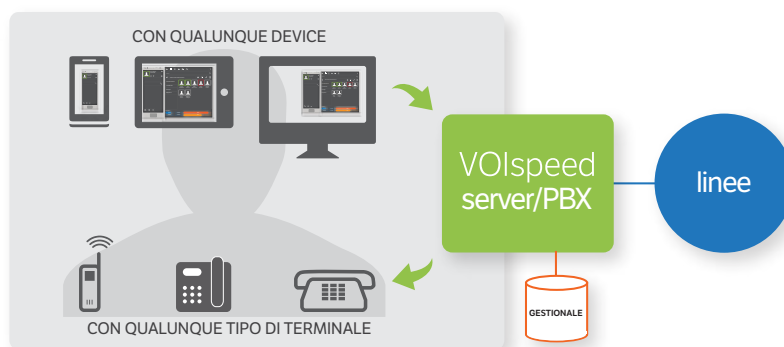 CON QUALUNQUE DEVICE
VOIspeed
server/PBX
linee
GESTIONALE
CON QUALUNQUE TIPO DI TERMINALE